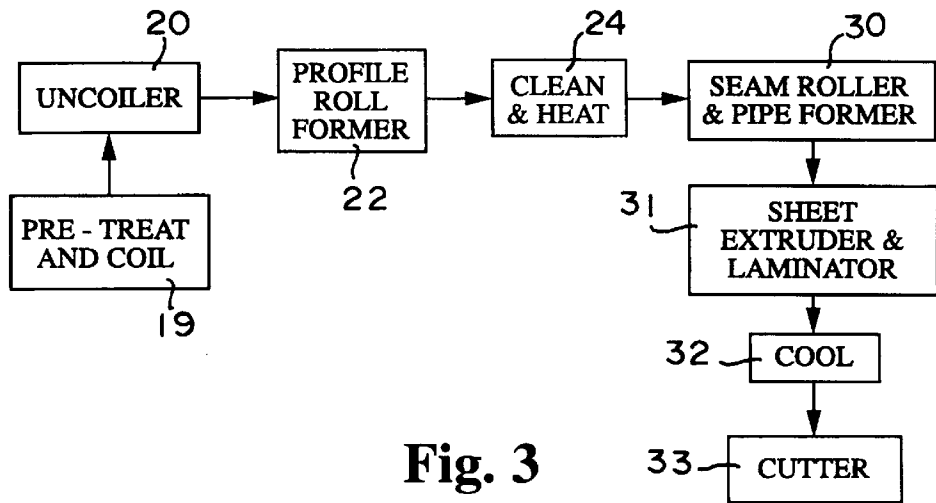 20
UNCOILER
PROFILE
ROLL
FORMER
22
24
CLEAN
& HEAT
30
SEAM ROLLER
& PIPE FORMER
PRE - TREAT
AND COIL
19
31
SHEET
EXTRUDER &
LAMINATOR
32
COOL
33
CUTTER
Fig. 3